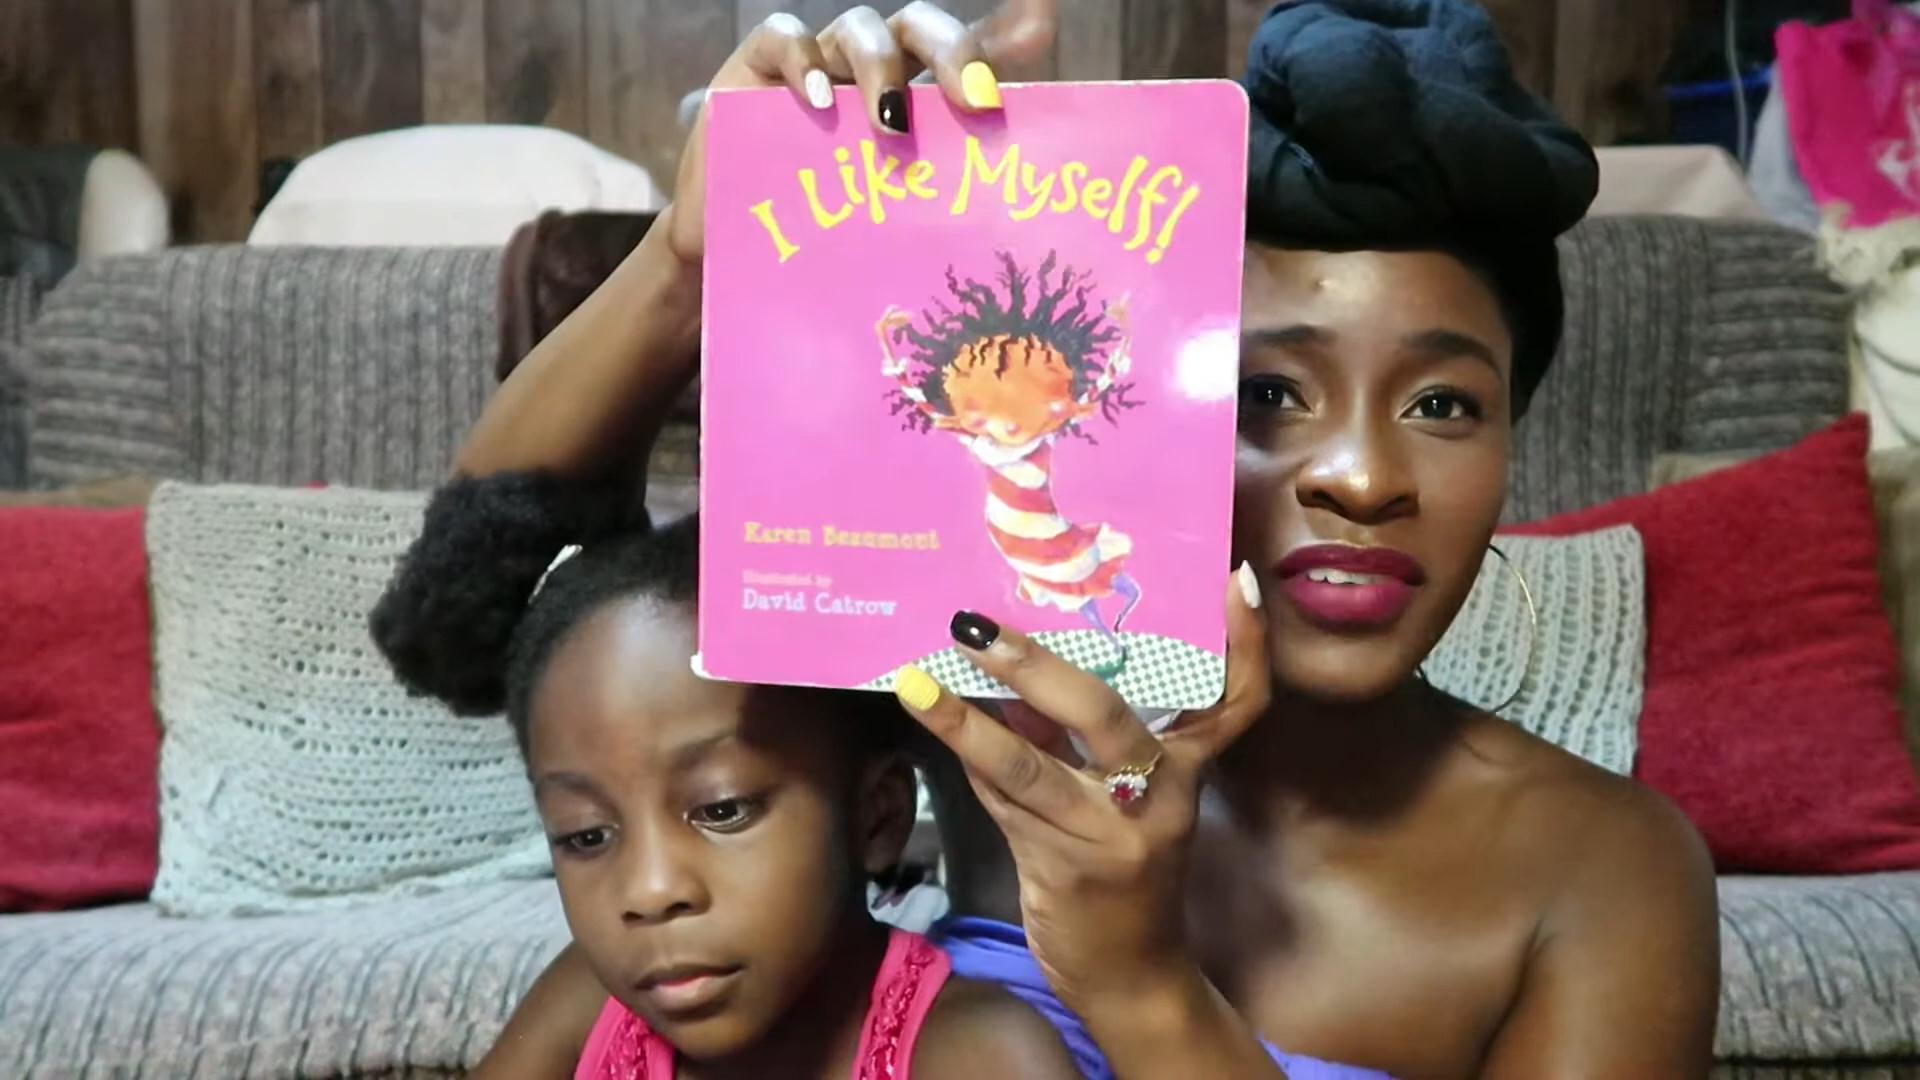 I Like Myself!
Karen Beaumont
Illustrated by
David Catrow